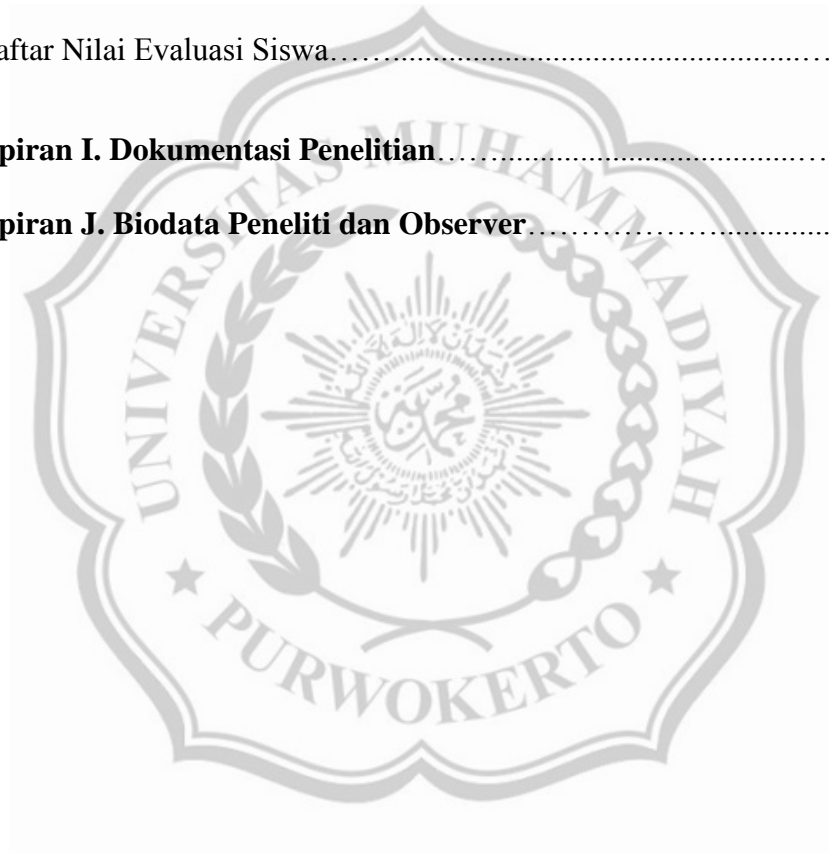 aftar Nilai Evaluasi Siswa……......................................................…
piran I. Dokumentasi Penelitian……........................................…
piran J. Biodata Peneliti dan Observer………………...............
UNIVERSITAS MUHAMMADIYAH
PURWOKERTO